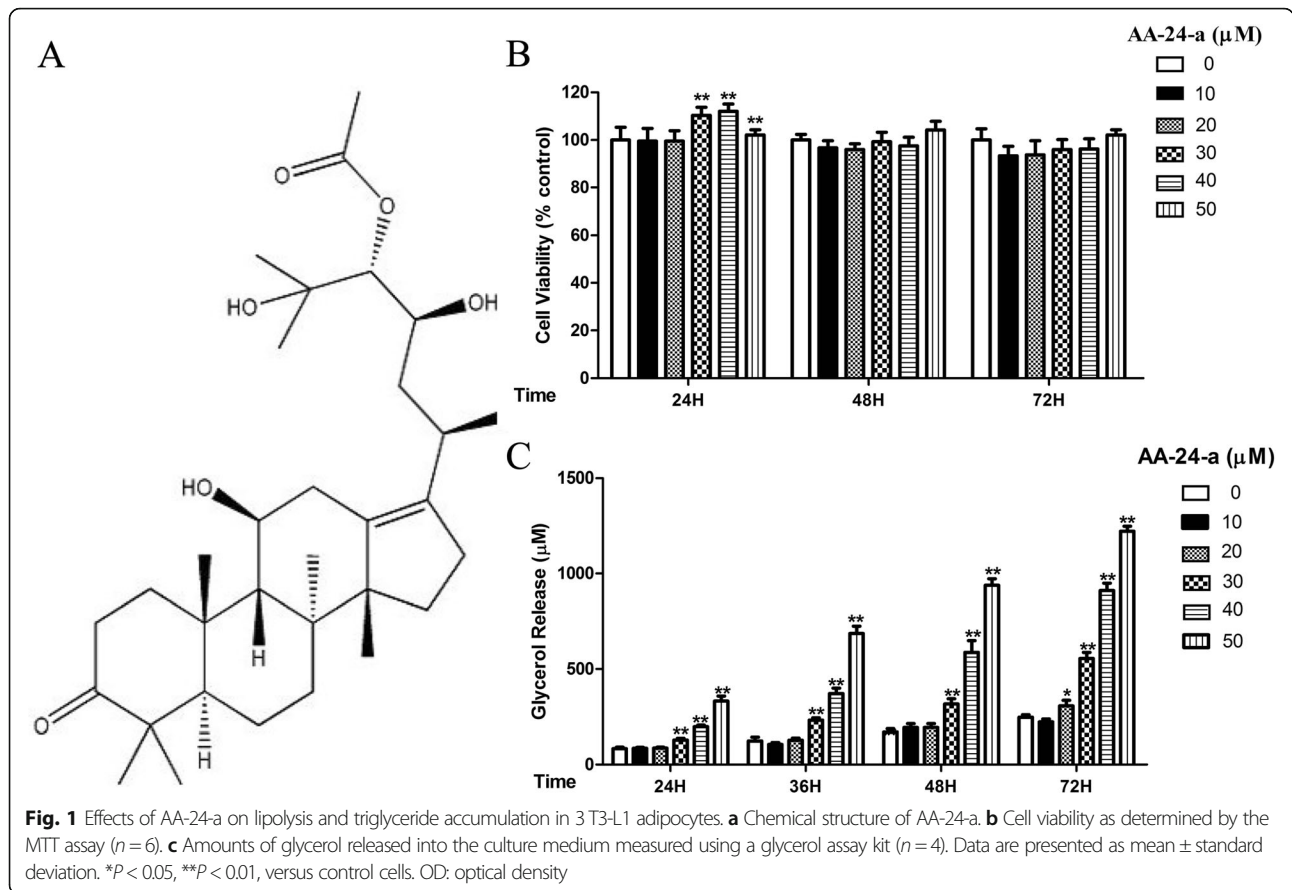 A
O
O
HO
OH
HO
H
O
H
B
AA-24-a (µM)
0
10
20
30
40
50
Cell Viability (% control)
120
100
80
60
40
20
0
** ** **
Time
24H 48H 72H
C
AA-24-a (µM)
0
10
20
30
40
50
Glycerol Release (µM)
1500
1000
500
0
** ** **
** ** **
** ** **
* ** ** **
Time
24H 36H 48H 72H
Fig. 1 Effects of AA-24-a on lipolysis and triglyceride accumulation in 3 T3-L1 adipocytes. a Chemical structure of AA-24-a. b Cell viability as determined by the
MTT assay (n = 6). c Amounts of glycerol released into the culture medium measured using a glycerol assay kit (n = 4). Data are presented as mean ± standard
deviation. *P < 0.05, **P < 0.01, versus control cells. OD: optical density